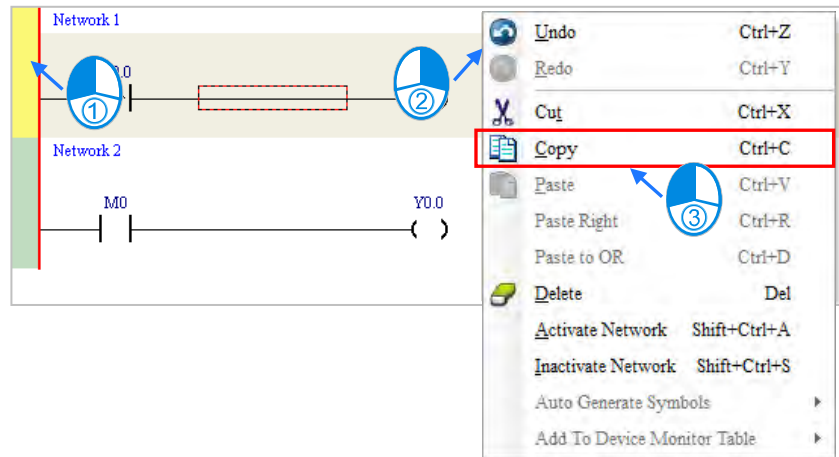 Network 1
.0
①
②
Network 2
M0 Y0.0
Undo Ctrl+Z
Redo Ctrl+Y
Cut Ctrl+X
Copy Ctrl+C
Paste Ctrl+V
③
Paste Right Ctrl+R
Paste to OR Ctrl+D
Delete Del
Activate Network Shift+Ctrl+A
Inactivate Network Shift+Ctrl+S
Auto Generate Symbols
Add To Device Monitor Table